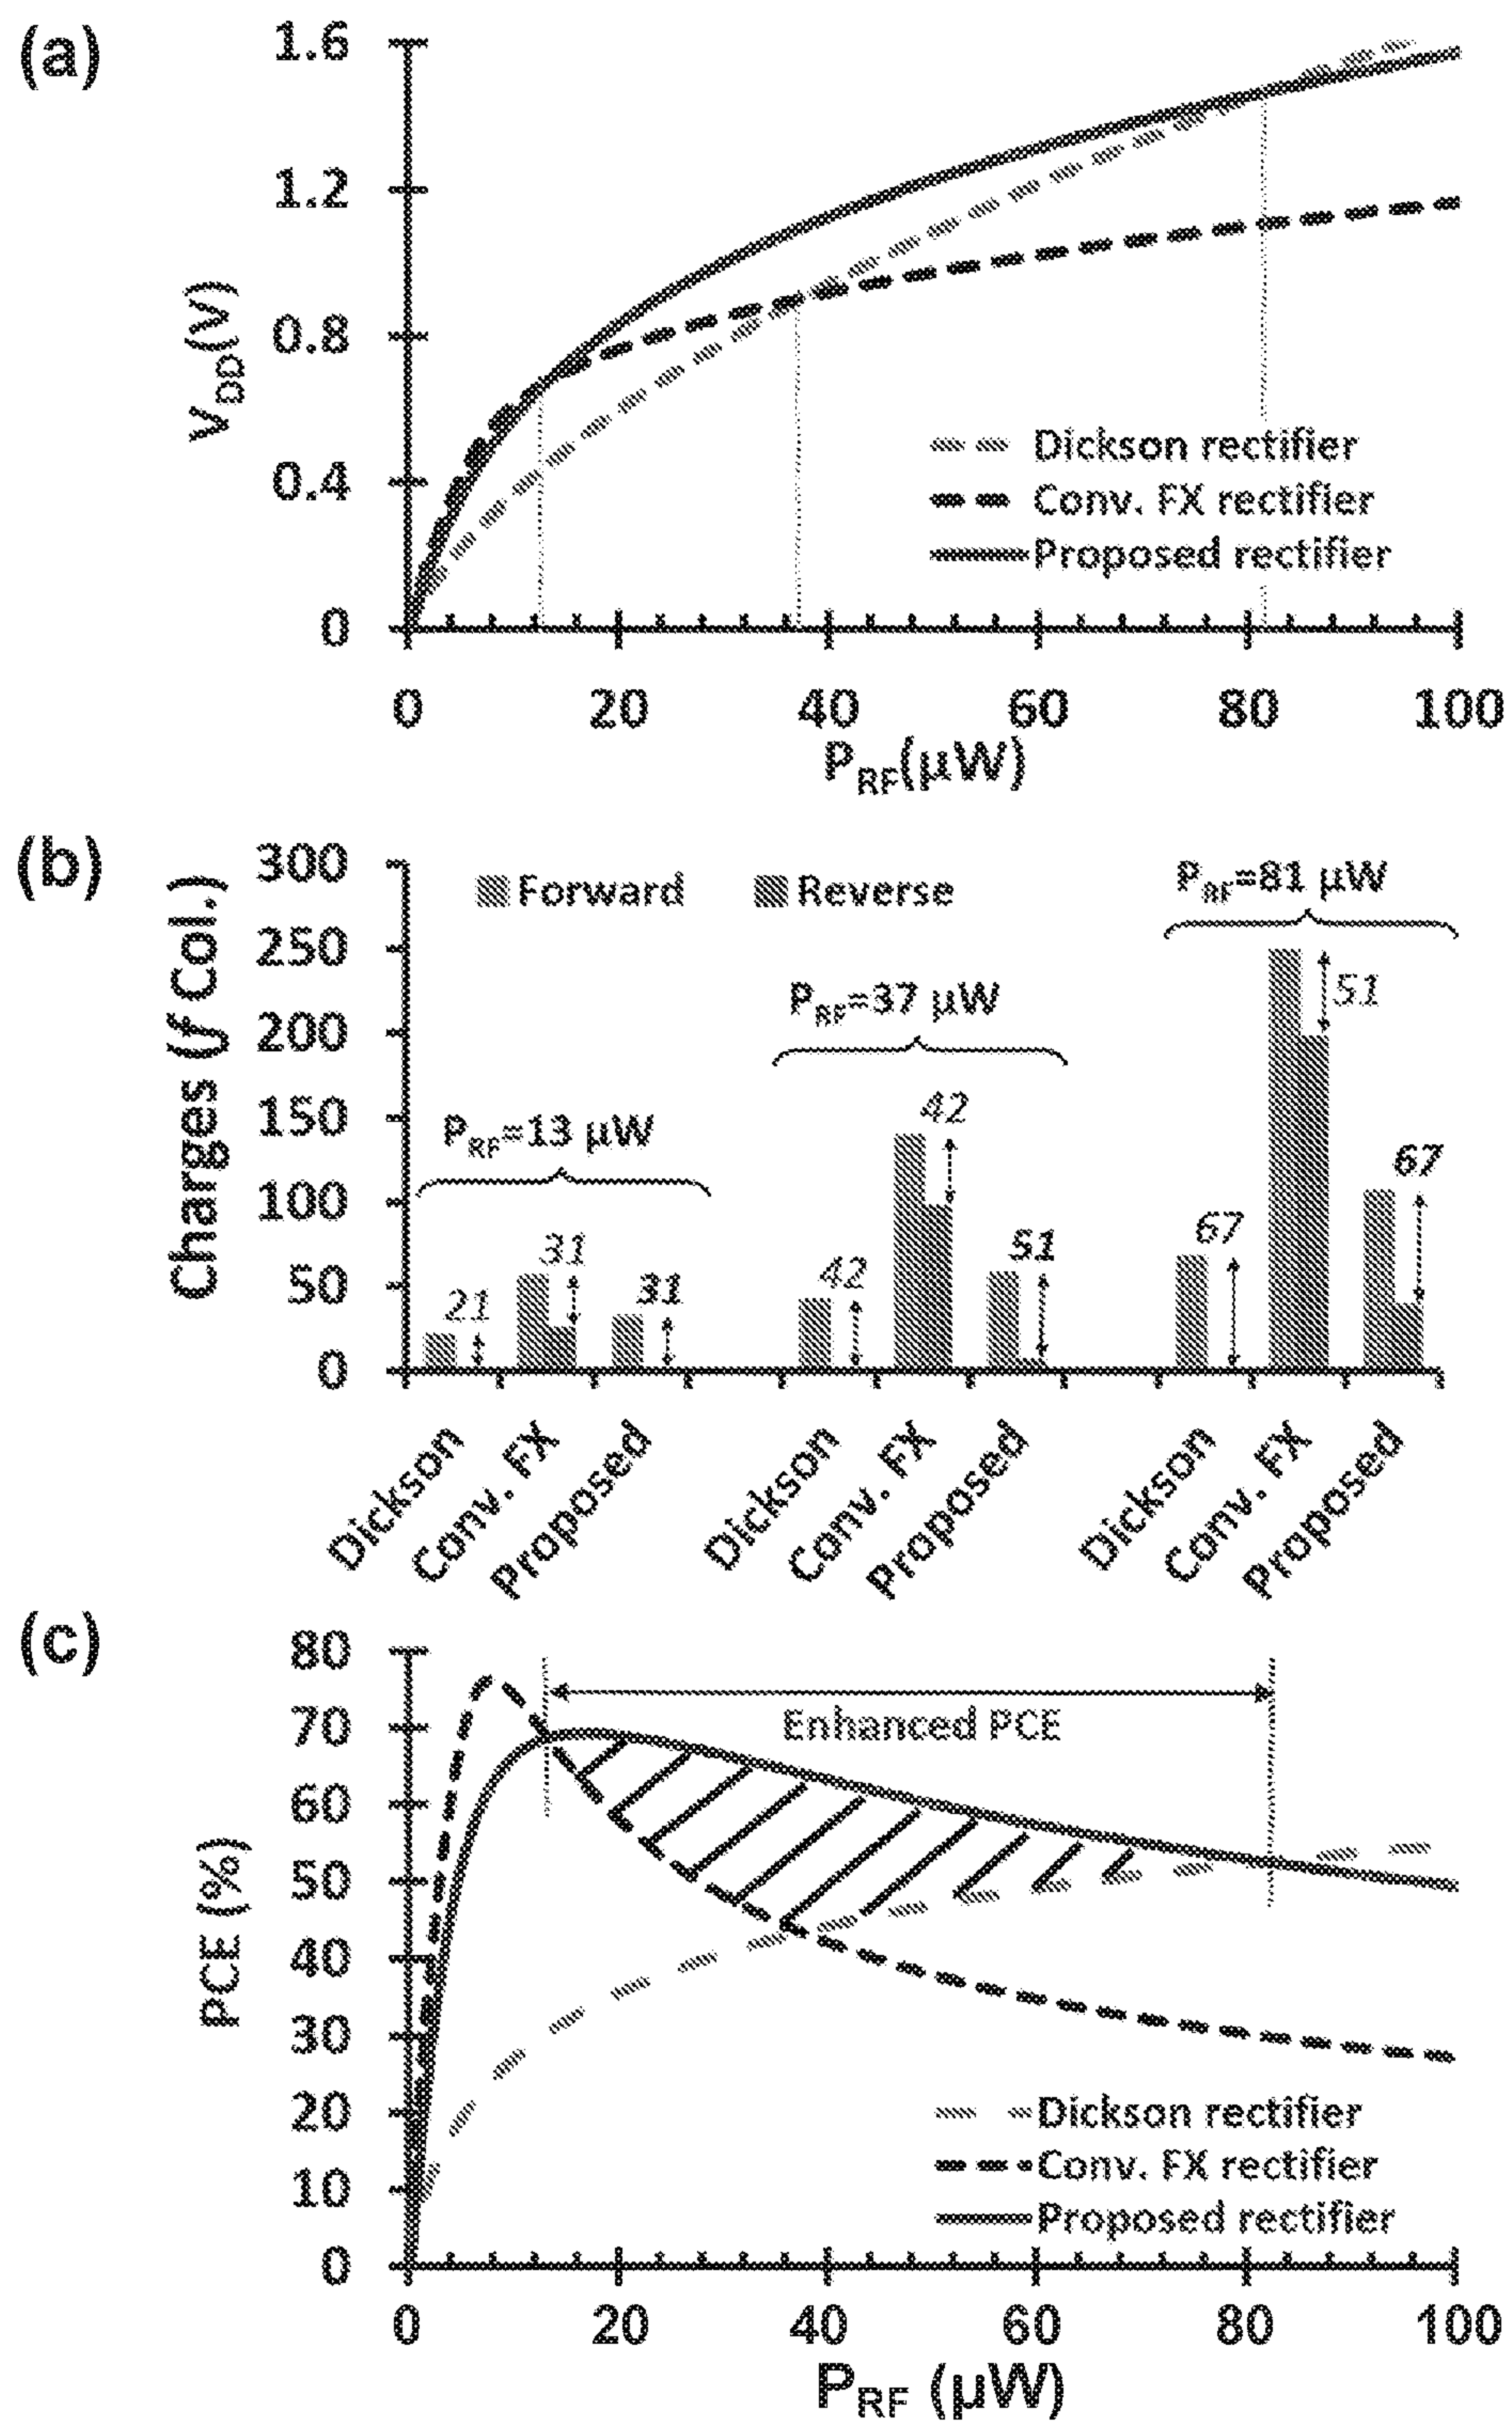 (a)
1.6
1.2
0.8
0.4
0
V_DD(V)
Dickson rectifier
Conv. FX rectifier
Proposed rectifier
0 20 40 60 80 100
P_RF(µW)
(b)
Charges (f Col.)
300
250
200
150
100
50
0
Forward Reverse
P_RF=13 µW
P_RF=37 µW
P_RF=81 µW
21 31 31
42 42 51
67 51 67
Dickson Conv. FX Proposed Dickson Conv. FX Proposed Dickson Conv. FX Proposed
(c)
80
70
60
50
40
30
20
10
0
PCE (%)
Enhanced PCE
Dickson rectifier
Conv. FX rectifier
Proposed rectifier
0 20 40 60 80 100
P_RF (µW)